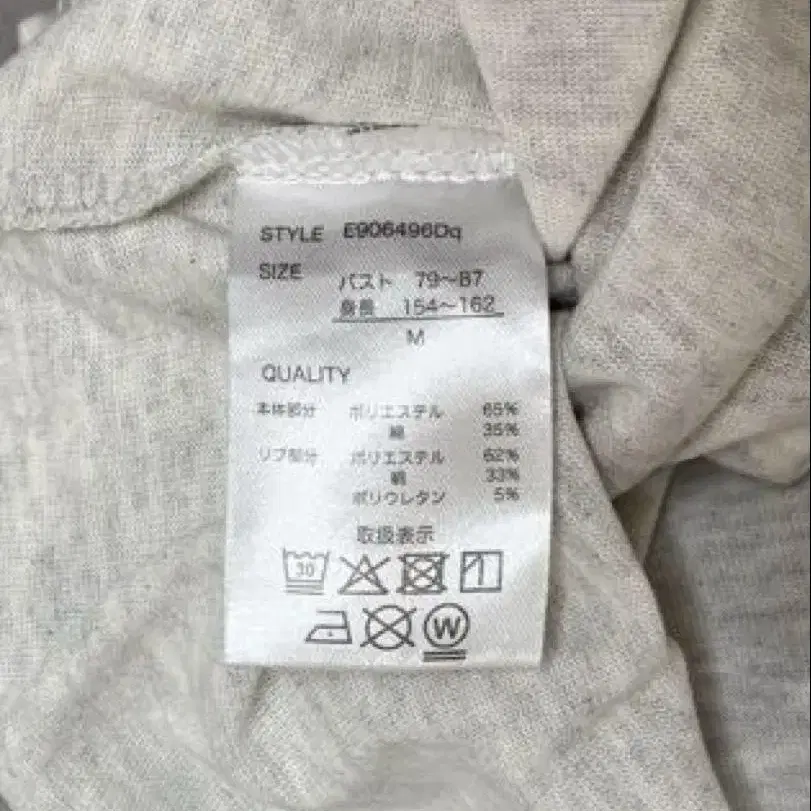 STYLE E906496Dq
SIZE バスト 79〜87
身長 154〜162
M
QUALITY
本体部分 ポリエステル 65%
綿 35%
リブ部分 ポリエステル 62%
綿 33%
ポリウレタン 5%
取扱表示
30
W